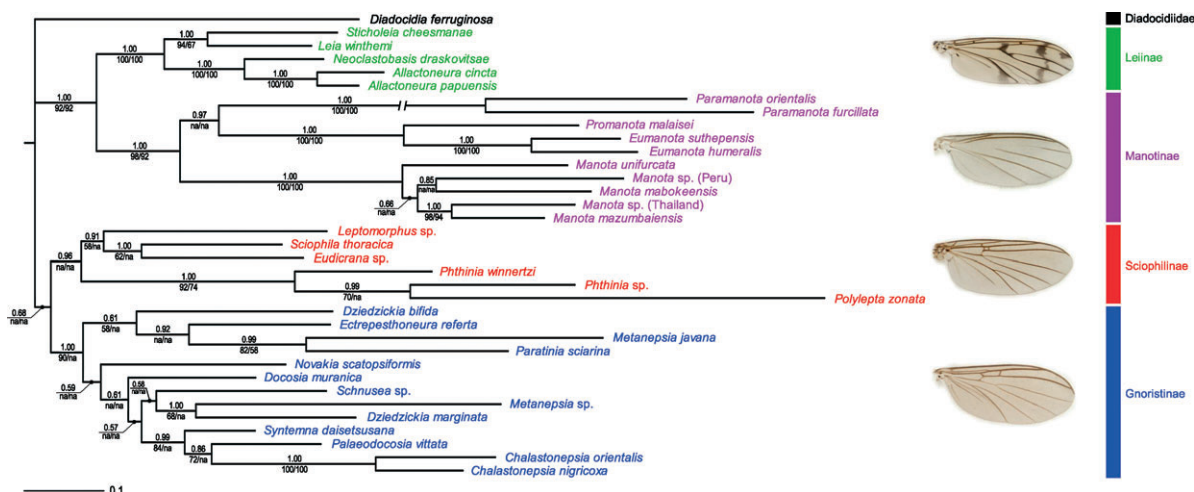 Diadocidia ferruginosa
Diadocidiidae
Sticholeia cheesmanae
1.00
94/67
Leia winthemi
1.00
100/100
Neoclastobasis draskovitsae
1.00
100/100
Allactoneura cincta
1.00
100/100
Allactoneura papuensis
Leiinae
1.00
92/92
1.00
100/100
Paramanota orientalis
Paramanota furcillata
0.97
na/na
Promanota malaisei
1.00
100/100
Eumanota suthepensis
1.00
100/100
Eumanota humeralis
1.00
98/92
Manota unifurcata
1.00
100/100
Manota sp. (Peru)
0.85
na/na
Manota mabokeensis
0.66
na/na
Manota sp. (Thailand)
1.00
98/94
Manota mazumbaiensis
Manotinae
Leptomorphus sp.
0.91
58/na
Sciophila thoracica
1.00
62/na
Eudicrana sp.
0.96
na/na
Phthinia winnertzi
1.00
92/74
Phthinia sp.
0.99
70/na
Polylepta zonata
Sciophilinae
0.68
na/na
Dziedzickia bifida
0.61
58/na
Ectrepesthoneura referta
0.92
na/na
Metanepsia javana
0.99
82/58
Paratinia sciarina
1.00
90/na
Novakia scatopsiformis
0.59
na/na
Docosia muranica
0.61
na/na
Schnusea sp.
0.58
na/na
Metanepsia sp.
1.00
68/na
Dziedzickia marginata
0.57
na/na
Syntemna daisetsusana
0.99
84/na
Palaeodocosia vittata
0.86
72/na
Chalastonepsia orientalis
1.00
100/100
Chalastonepsia nigricoxa
Gnoristinae
0.1